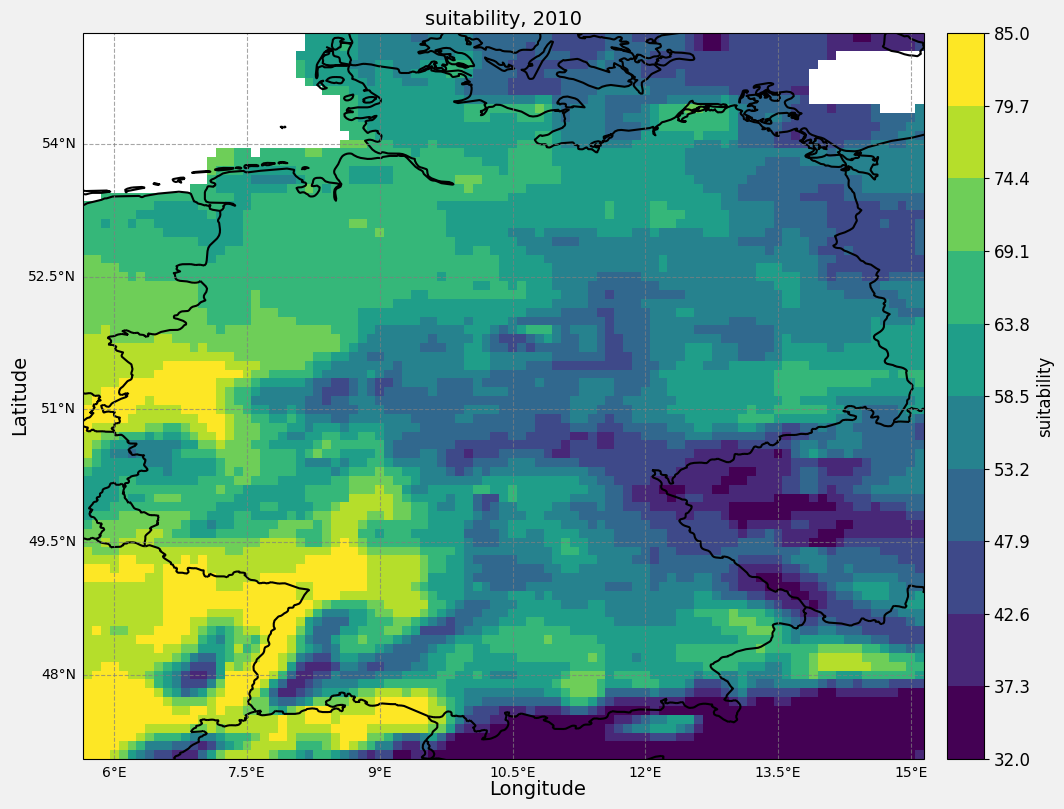 suitability, 2010
85.0
79.7
74.4
69.1
63.8
58.5
53.2
47.9
42.6
37.3
32.0
suitability
54°N
52.5°N
51°N
49.5°N
48°N
Latitude
6°E 7.5°E 9°E 10.5°E 12°E 13.5°E 15°E
Longitude